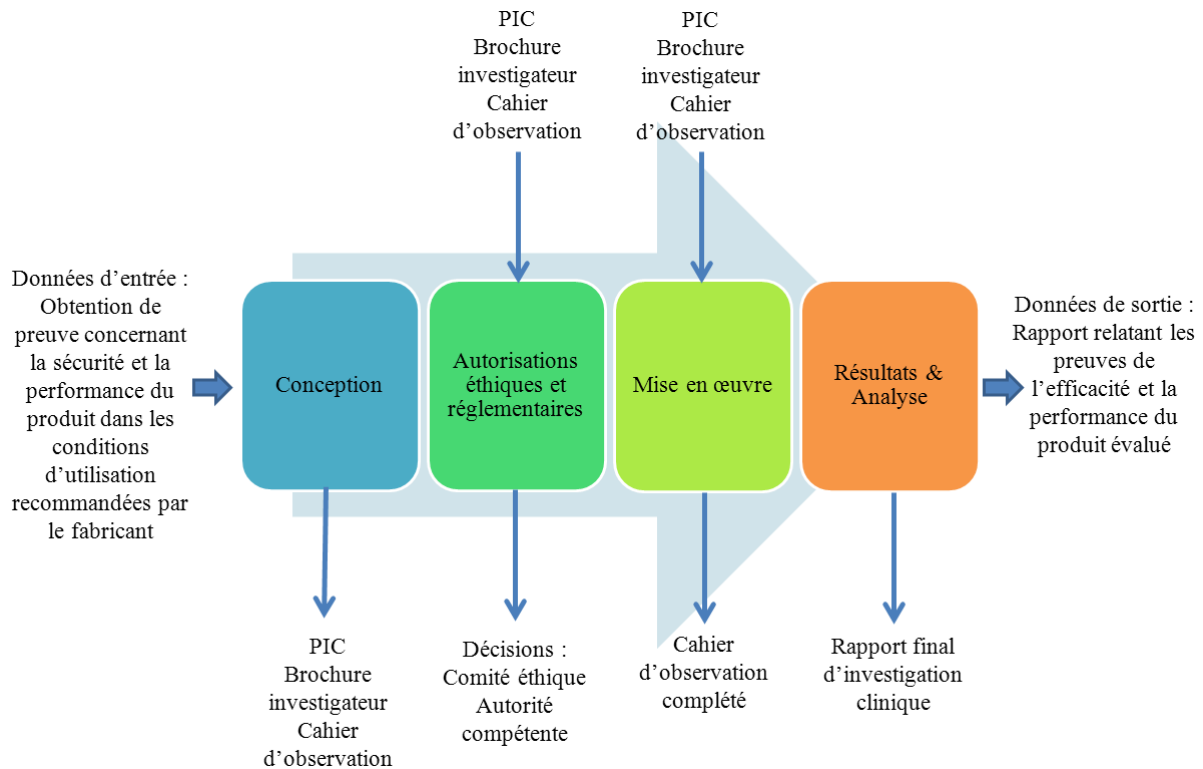 PIC
Brochure
investigateur
Cahier
d'observation
PIC
Brochure
investigateur
Cahier
d'observation
Données d'entrée :
Obtention de
preuve concernant
la sécurité et la
performance du
produit dans les
conditions
d'utilisation
recommandées par
le fabricant
Conception
Autorisations
éthiques et
réglementaires
Mise en œuvre
Résultats &
Analyse
Données de sortie :
Rapport relatant les
preuves de
l'efficacité et la
performance du
produit évalué
PIC
Brochure
investigateur
Cahier
d'observation
Décisions :
Comité éthique
Autorité
compétente
Cahier
d'observation
complété
Rapport final
d'investigation
clinique